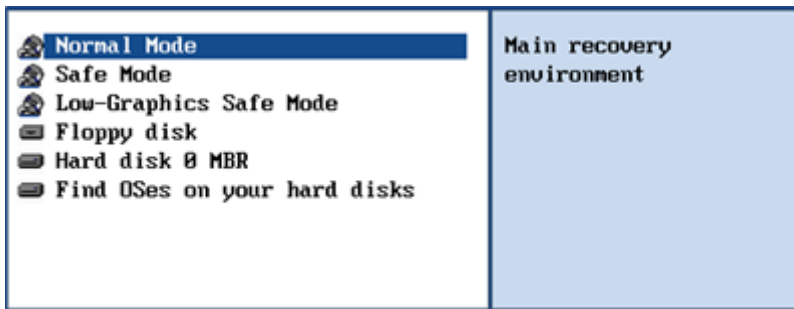 Normal Mode
Safe Mode
Low-Graphics Safe Mode
Floppy disk
Hard disk 0 MBR
Find OSes on your hard disks
Main recovery
environment